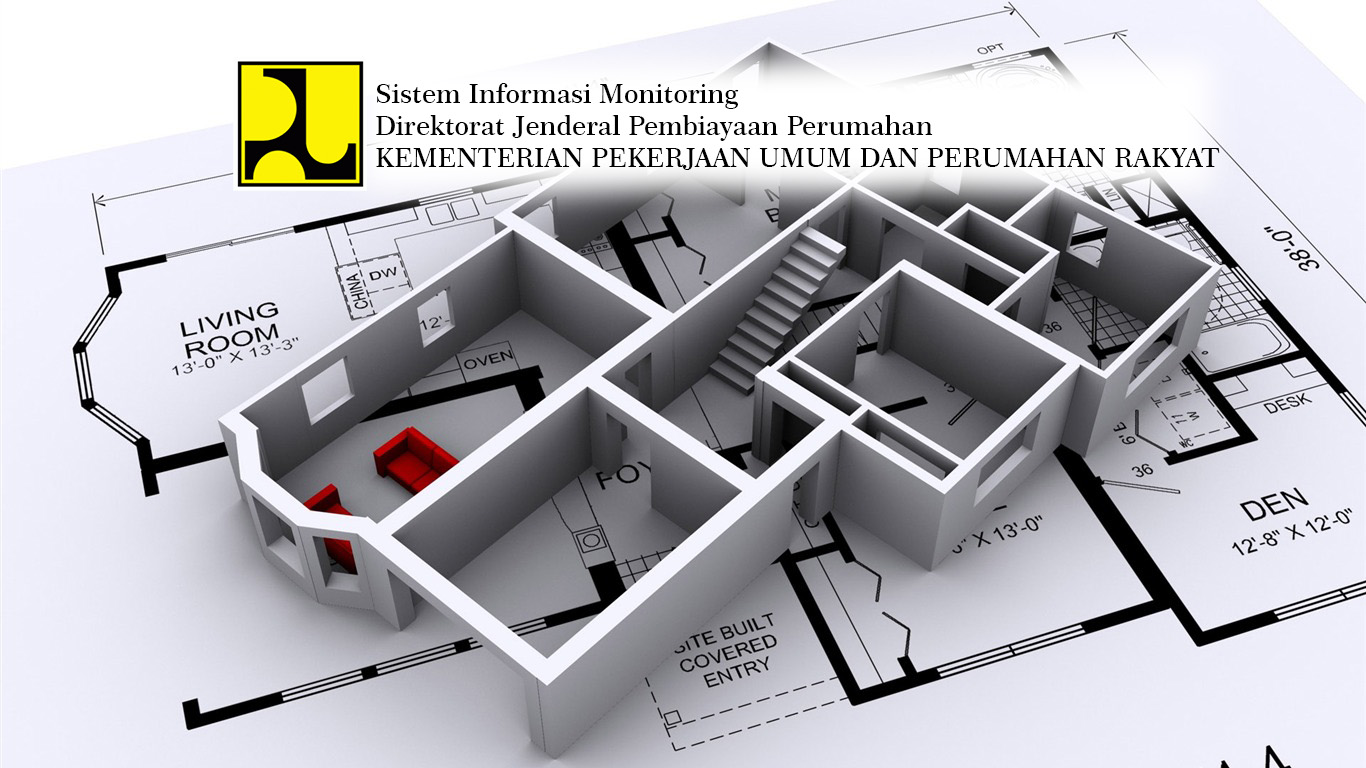 Sistem Informasi Monitoring
Direktorat Jenderal Pembiayaan Perumahan
KEMENTERIAN PEKERJAAN UMUM DAN PERUMAHAN RAKYAT
OPT
LIN
38'-0"
DW
CHINA
LIVING
ROOM
13'-0" X 13'-3"
12'-
OVEN
36
DESK
W
6'E
36
DEN
12'-8" X 12'-0"
X 13'-0"
SITE BUILT
COVERED
ENTRY